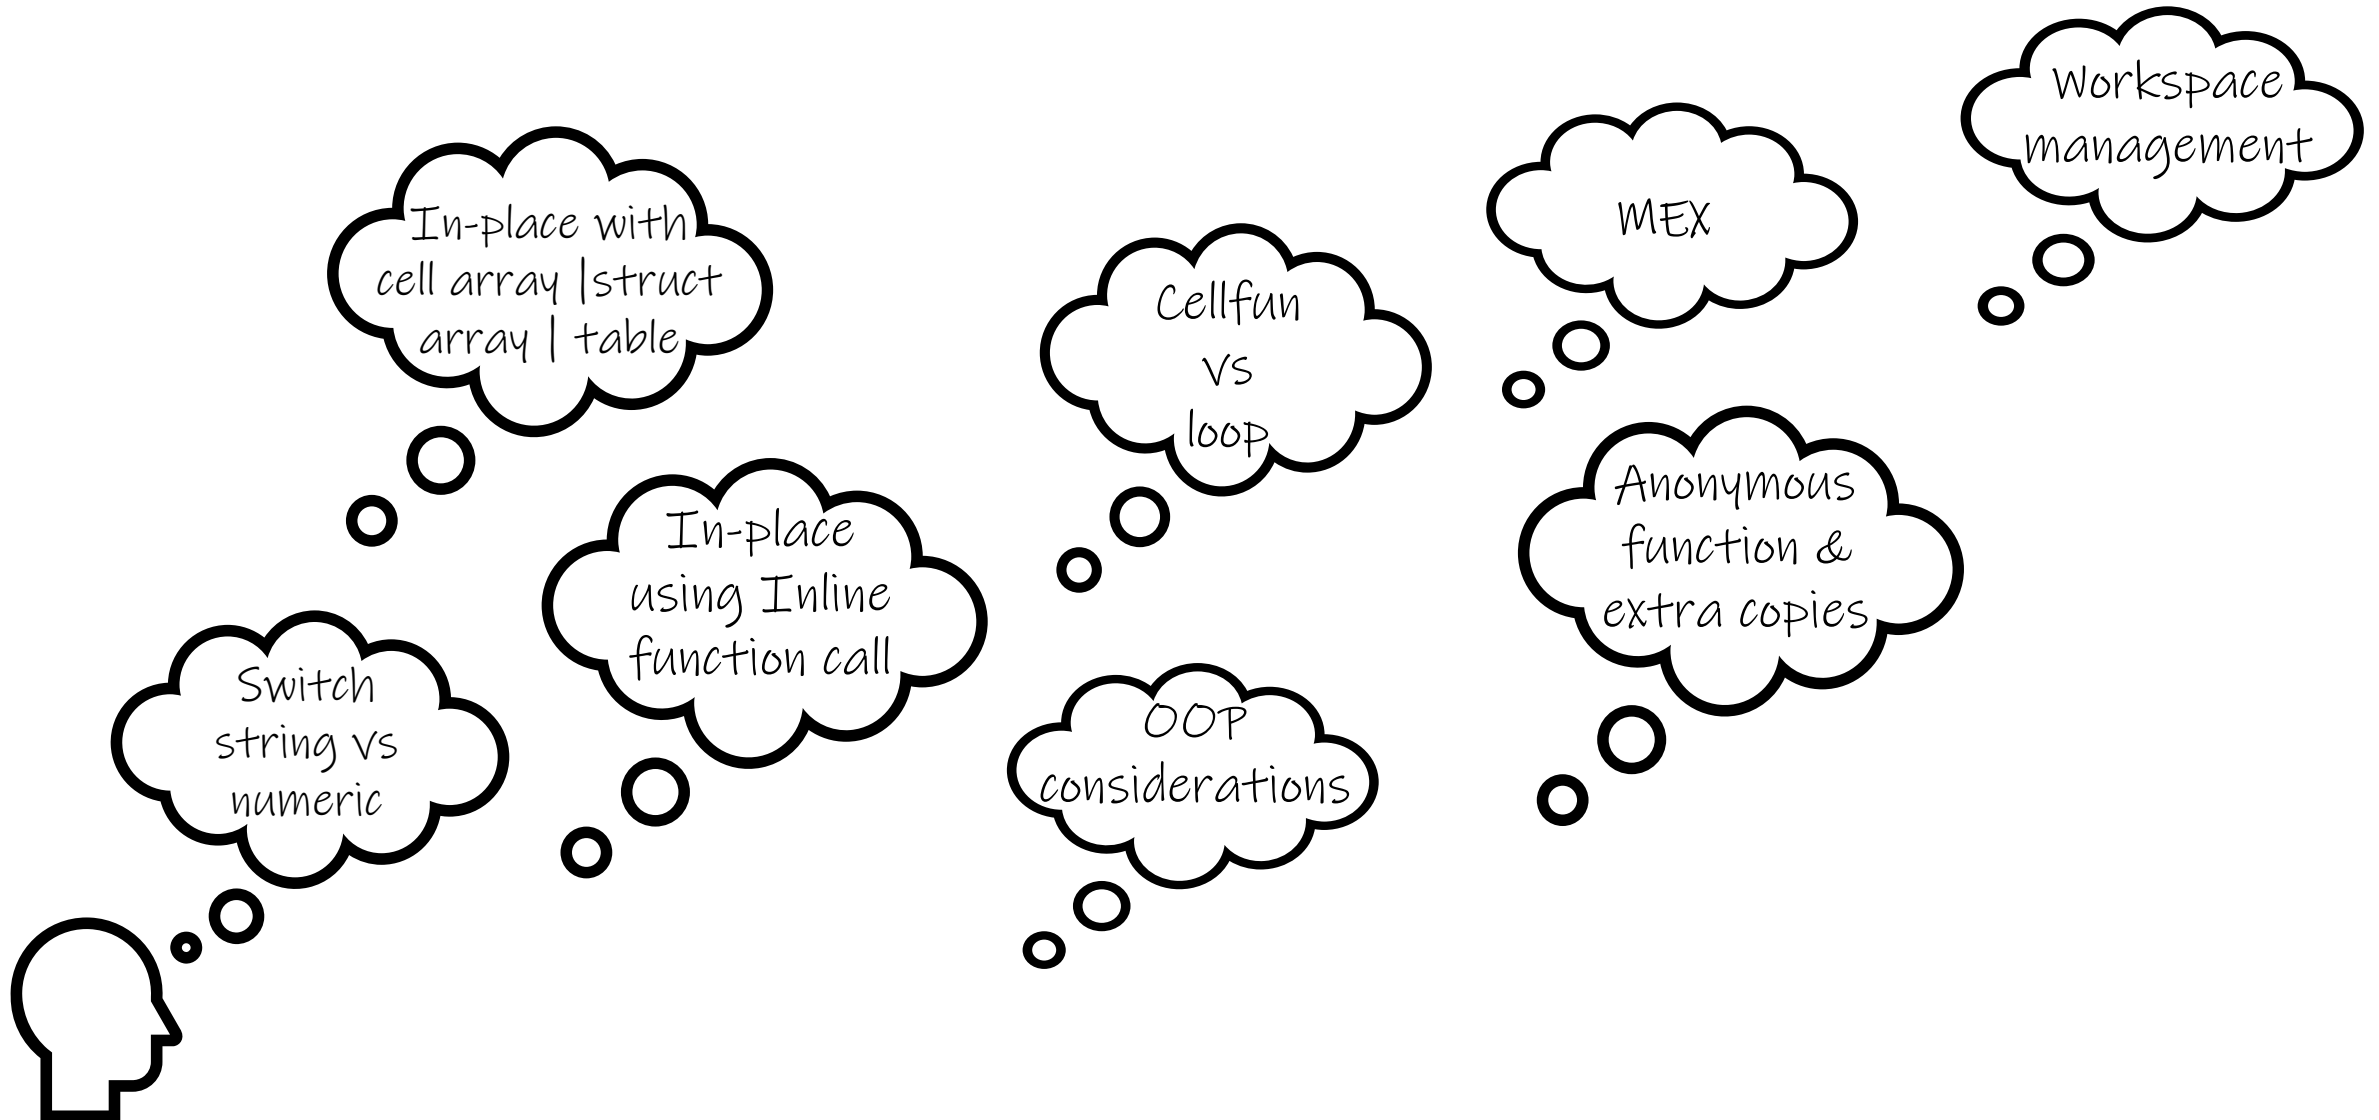 Workspace
management
MEX
In-place with
cell array |struct
array | table
Cellfun
vs
loop
Anonymous
function &
extra copies
In-place
using Inline
function call
Switch
string vs
numeric
OOP
considerations